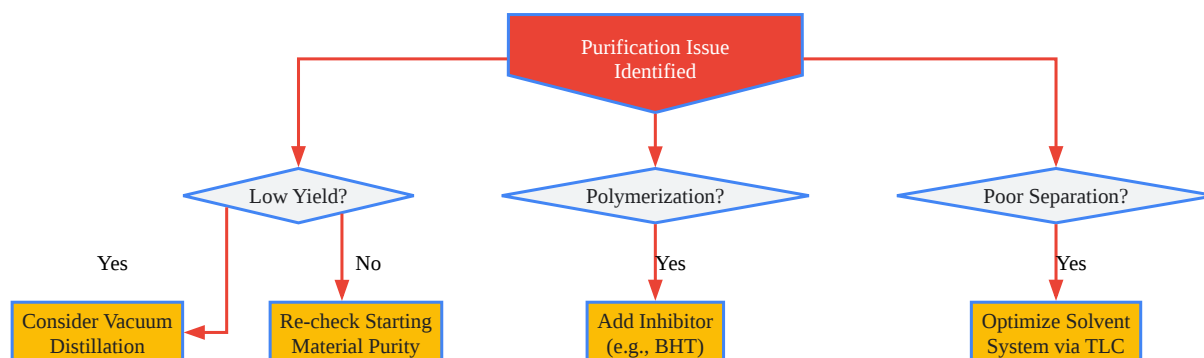 Purification Issue
Identified
Low Yield?
Polymerization?
Poor Separation?
Yes
No
Yes
Yes
Consider Vacuum
Distillation
Re-check Starting
Material Purity
Add Inhibitor
(e.g., BHT)
Optimize Solvent
System via TLC